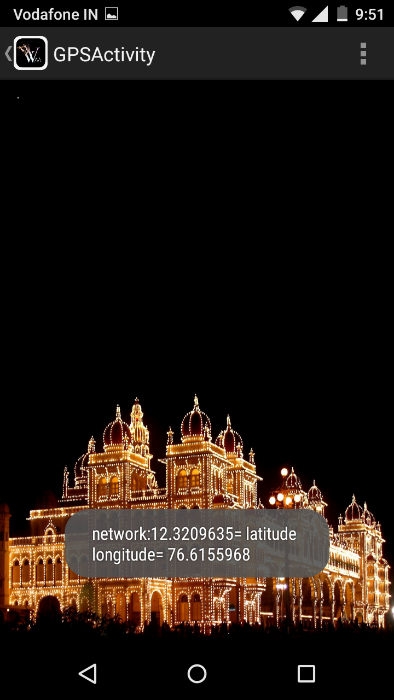 Vodafone IN
9:51
W
GPSActivity
network:12.3209635= latitude
longitude= 76.6155968